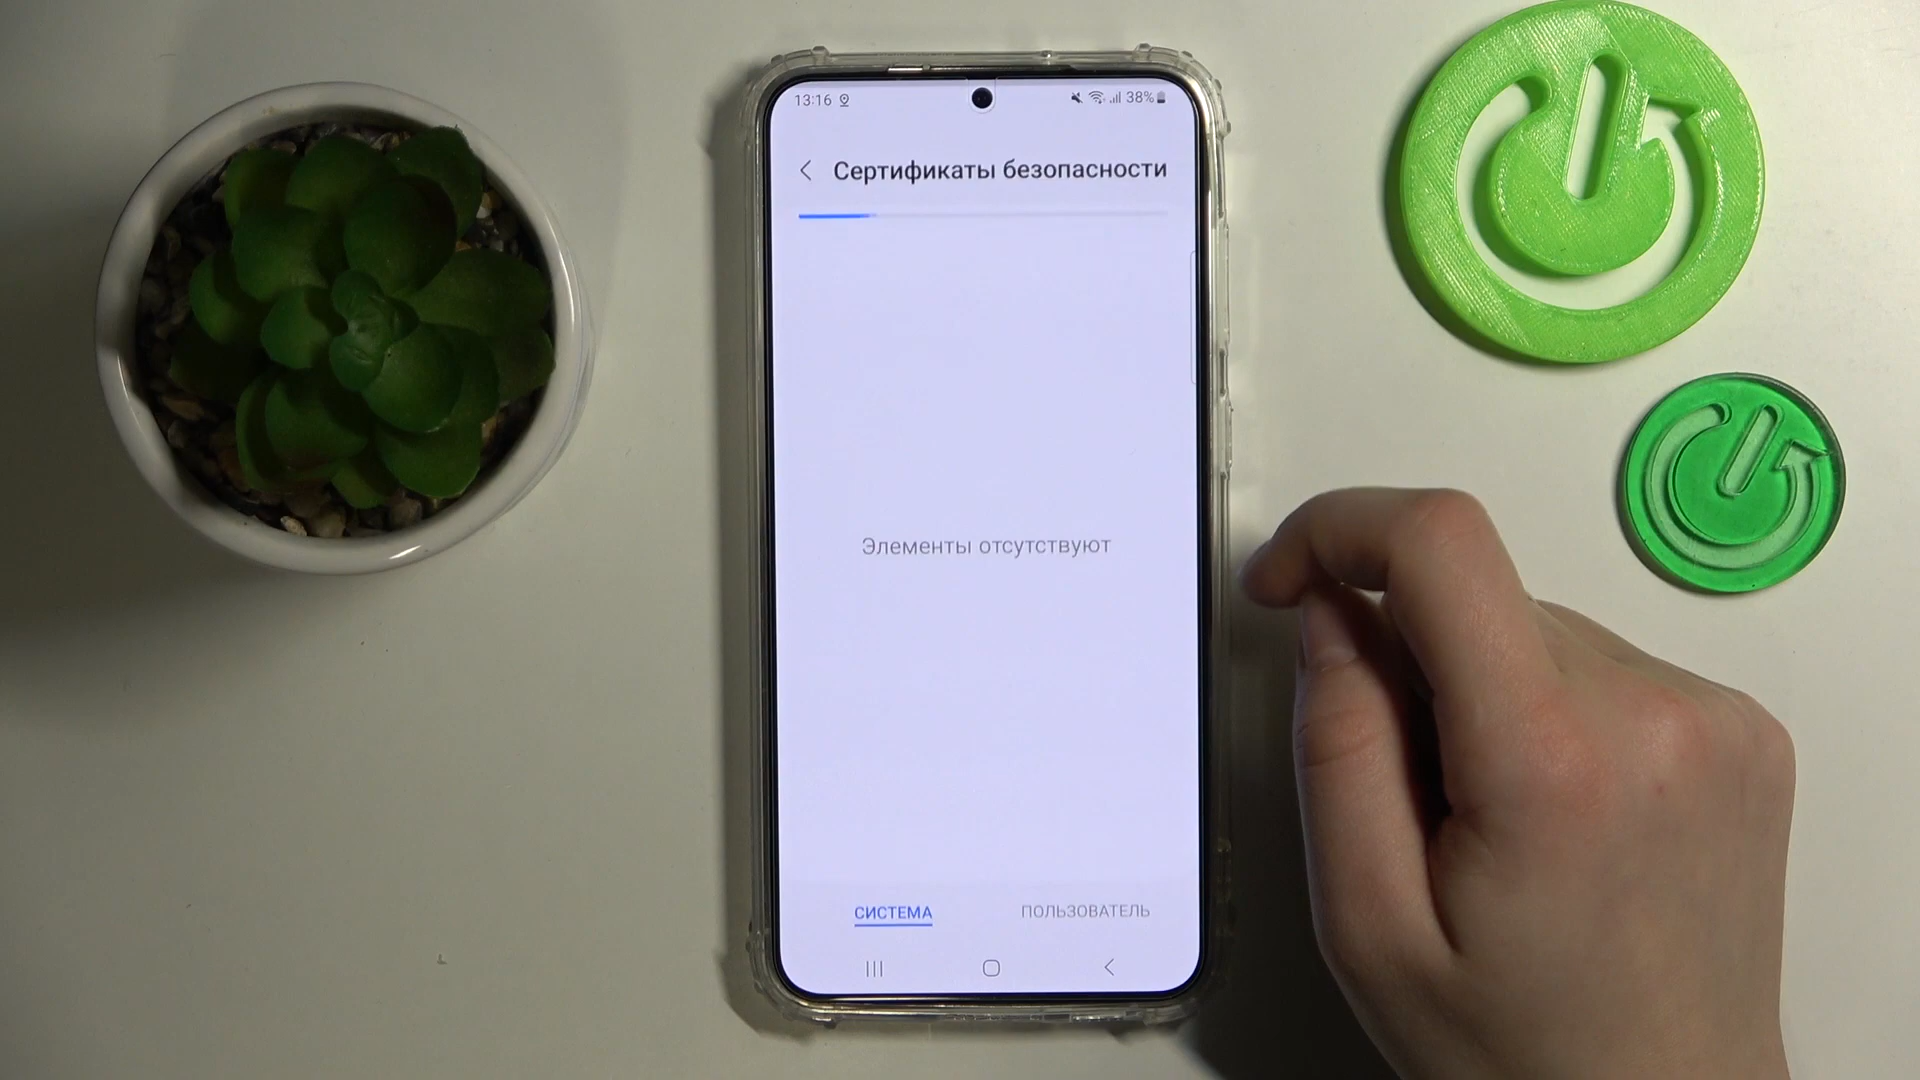 13:16 38%
Сертификаты безопасности
Элементы отсутствуют
СИСТЕМА ПОЛЬЗОВАТЕЛЬ